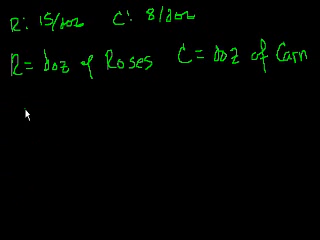 R: 15/doz C: 8/doz
R = doz of Roses C = doz of Carn